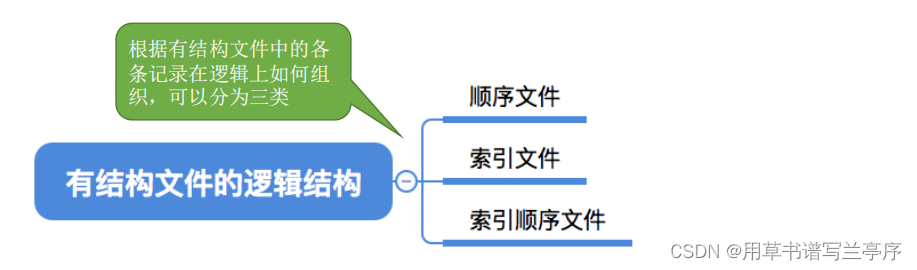 根据有结构文件中的各
条记录在逻辑上如何组
织，可以分为三类
顺序文件
有结构文件的逻辑结构
索引文件
索引顺序文件
CSDN @用草书谱写兰亭序